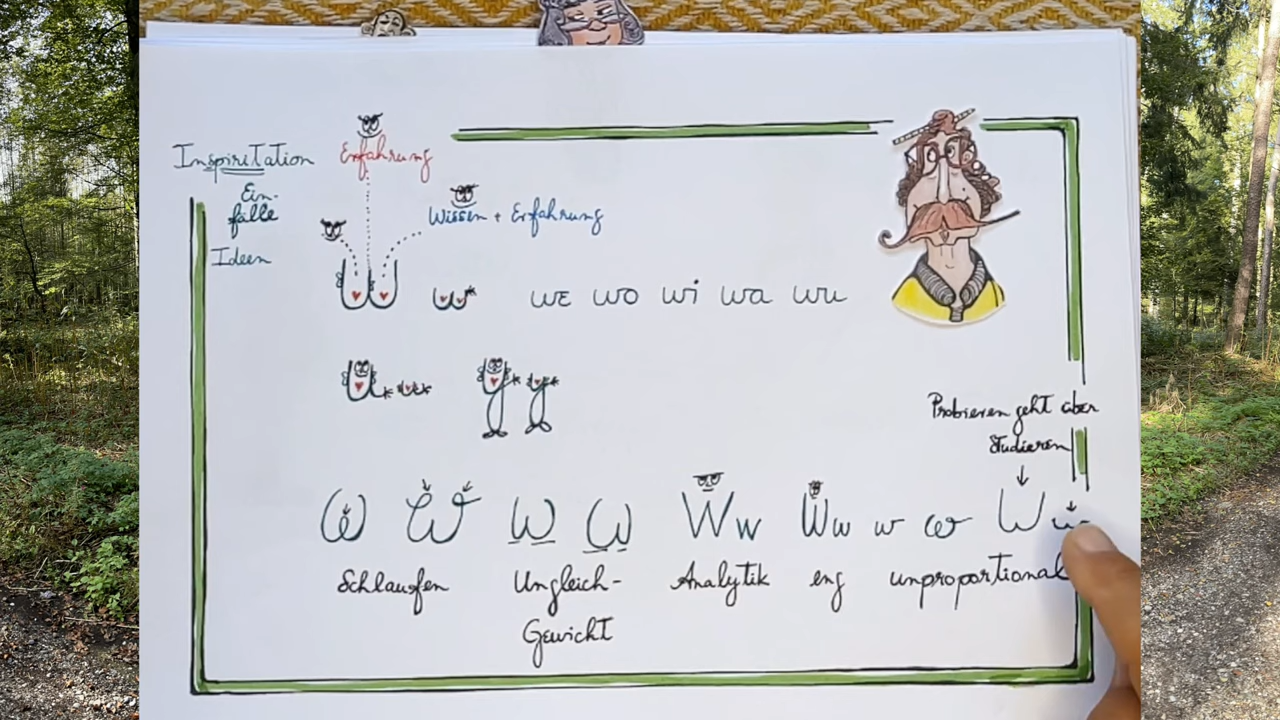 Inspiritation
Erfahrung
Ein-
fälle
Wissen + Erfahrung
Ideen
W w we wo wi wa wu
U u Y y
Probieren geht über
Studieren
W W W W W w W w w w W w
Schlaufen Ungleich- Analytik eng unproportional
Gewicht